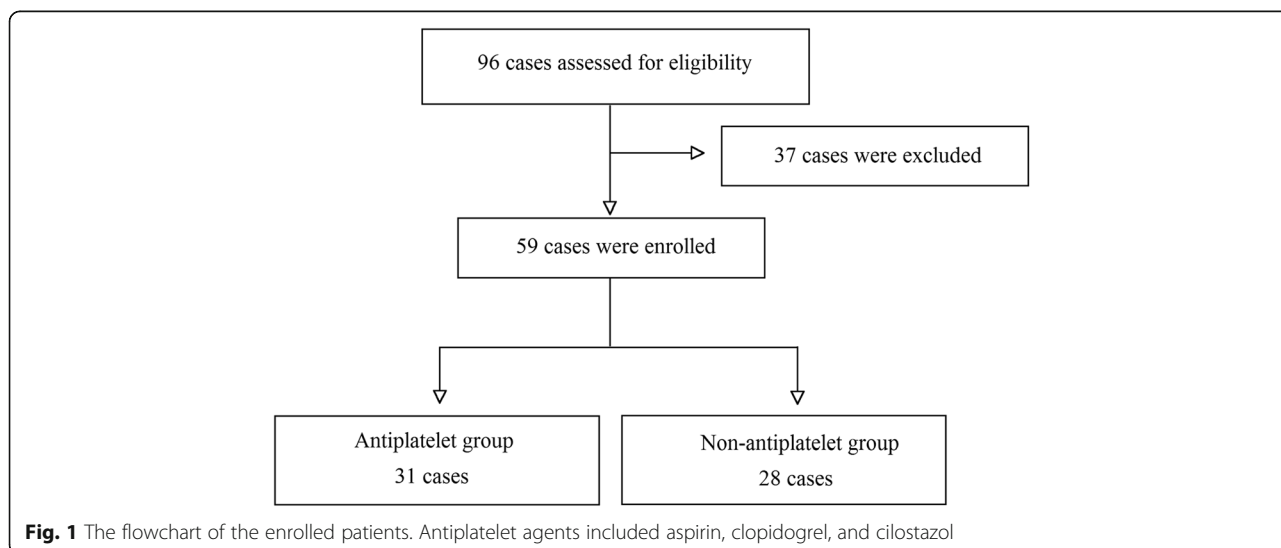 96 cases assessed for eligibility
37 cases were excluded
59 cases were enrolled
Antiplatelet group
31 cases
Non-antiplatelet group
28 cases
Fig. 1 The flowchart of the enrolled patients. Antiplatelet agents included aspirin, clopidogrel, and cilostazol